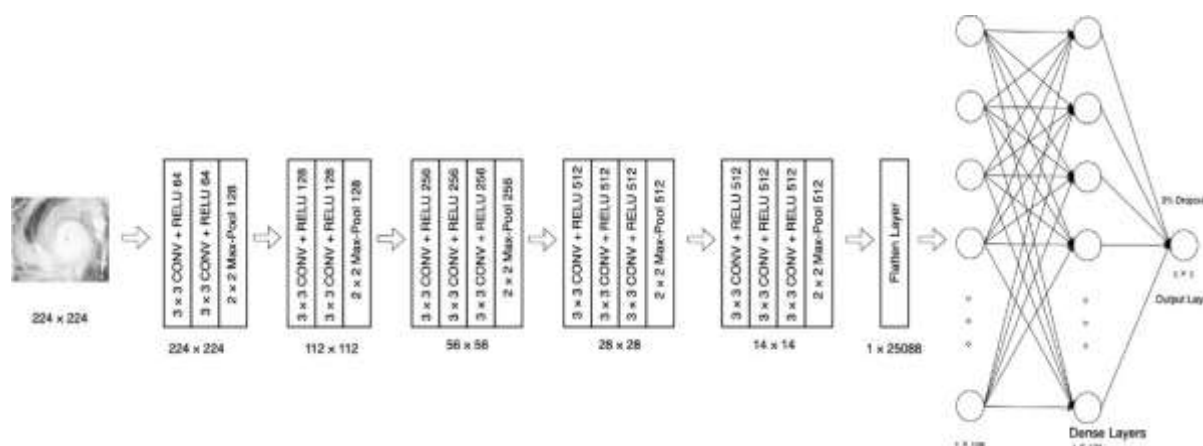 224 × 224
3 × 3 CONV + RELU 64
3 × 3 CONV + RELU 64
2 × 2 Max-Pool 128
224 × 224
3 × 3 CONV + RELU 128
3 × 3 CONV + RELU 128
2 × 2 Max-Pool 128
112 × 112
3 × 3 CONV + RELU 256
3 × 3 CONV + RELU 256
3 × 3 CONV + RELU 256
2 × 2 Max-Pool 256
56 × 56
3 × 3 CONV + RELU 512
3 × 3 CONV + RELU 512
3 × 3 CONV + RELU 512
2 × 2 Max-Pool 512
28 × 28
3 × 3 CONV + RELU 512
3 × 3 CONV + RELU 512
3 × 3 CONV + RELU 512
2 × 2 Max-Pool 512
14 × 14
Flatten Layer
1 × 25088
Output Lay
Dense Layers